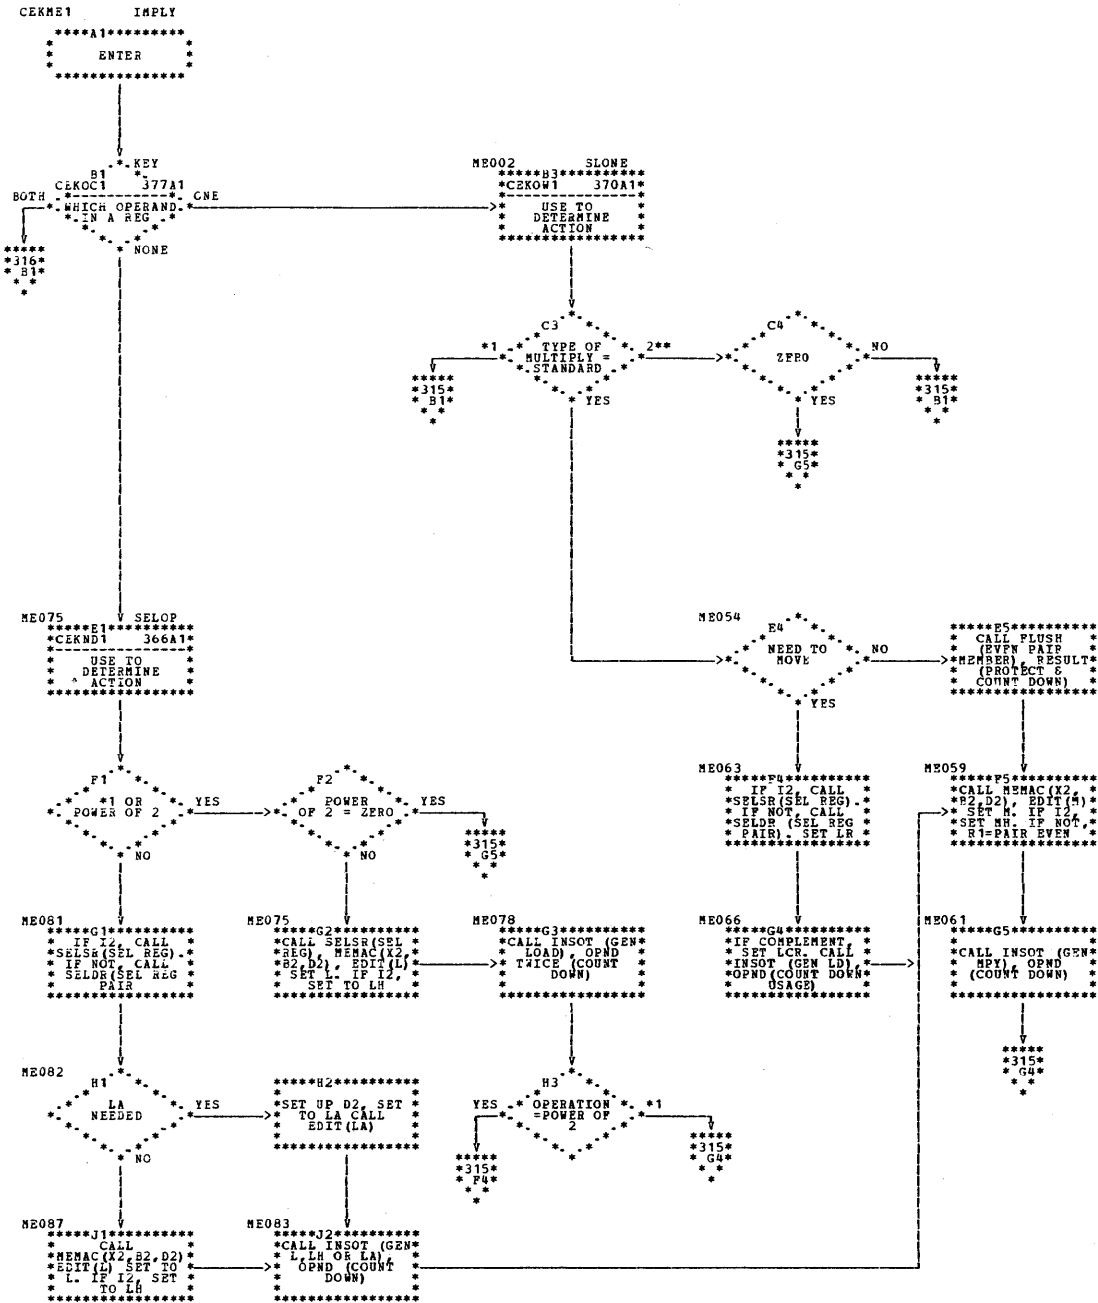 CEKME1 IMPLY
A1
ENTER
KEY
B1
CEKOC1 377A1
BOTH
WHICH OPERAND
IN A REG
ONE
NONE
316
B1
ME002 SLONE
B3
CEKOW1 370A1
USE TO
DETERMINE
ACTION
C3
*1
TYPE OF
MULTIPLY =
STANDARD
2**
YES
315
B1
C4
ZERO
NO
YES
315
B1
315
G5
ME075 SELOP
E1
CEKND1 366A1
USE TO
DETERMINE
ACTION
ME054
E4
NEED TO
MOVE
NO
YES
E5
CALL FLUSH
(EVEN PAIR
MEMBER), RESULT
(PROTECT &
COUNT DOWN)
F1
*1 OR
POWER OF 2
YES
NO
F2
POWER
OF 2 = ZERO
YES
NO
315
G5
ME063
F4
IF I2, CALL
SELSR(SEL REG).
IF NOT, CALL
SELDR (SEL REG
PAIR). SET LR
ME059
F5
CALL MEMAC(X2,
B2,D2), EDIT(M)
SET M. IF I2,
SET MH. IF NOT,
R1=PAIR EVEN
ME081
G1
IF I2, CALL
SELSR(SEL REG).
IF NOT, CALL
SELDR(SEL REG
PAIR
ME075
G2
CALL SELSR(SEL
REG), MEMAC(X2,
B2,D2), EDIT(L)
SET L. IF I2,
SET TO LH
ME078
G3
CALL INSOT (GEN
LOAD), OPND
TWICE (COUNT
DOWN)
ME066
G4
IF COMPLEMENT,
SET LCR. CALL
INSOT (GEN LD),
OPND(COUNT DOWN
USAGE)
ME061
G5
CALL INSOT (GEN
MPY), OPND
(COUNT DOWN)
315
G4
ME082
H1
LA
NEEDED
YES
NO
H2
SET UP D2, SET
TO LA CALL
EDIT(LA)
H3
YES
OPERATION
=POWER OF
2
*1
315
F4
315
G4
ME087
J1
CALL
MEMAC(X2,B2,D2)
EDIT(L) SET TO
L. IF I2, SET
TO LH
ME083
J2
CALL INSOT (GEN
L,LH OR LA),
OPND (COUNT
DOWN)